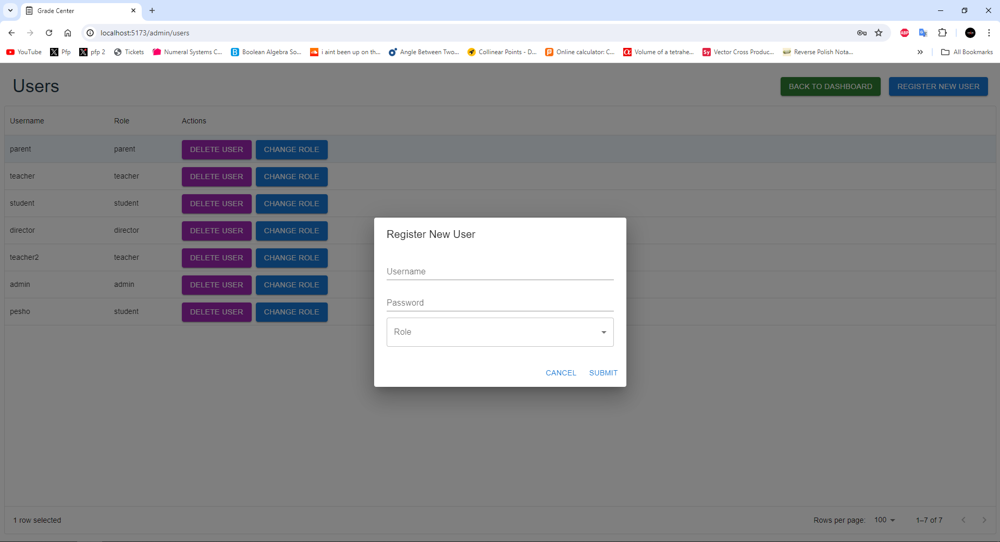 Grade Center
localhost:5173/admin/users
ABP
YouTube Pfp pfp 2 Tickets Numeral Systems C... Boolean Algebra So... i aint been up on th... Angle Between Two... Collinear Points - D... Online calculator: C... Volume of a tetrahe... Vector Cross Produc... Reverse Polish Nota... All Bookmarks
Users
BACK TO DASHBOARD REGISTER NEW USER
Username Role Actions
parent parent DELETE USER CHANGE ROLE
teacher teacher DELETE USER CHANGE ROLE
student student DELETE USER CHANGE ROLE
director director DELETE USER CHANGE ROLE
teacher2 teacher DELETE USER CHANGE ROLE
admin admin DELETE USER CHANGE ROLE
pesho student DELETE USER CHANGE ROLE
Register New User
Username
Password
Role
CANCEL SUBMIT
1 row selected Rows per page: 100 1–7 of 7